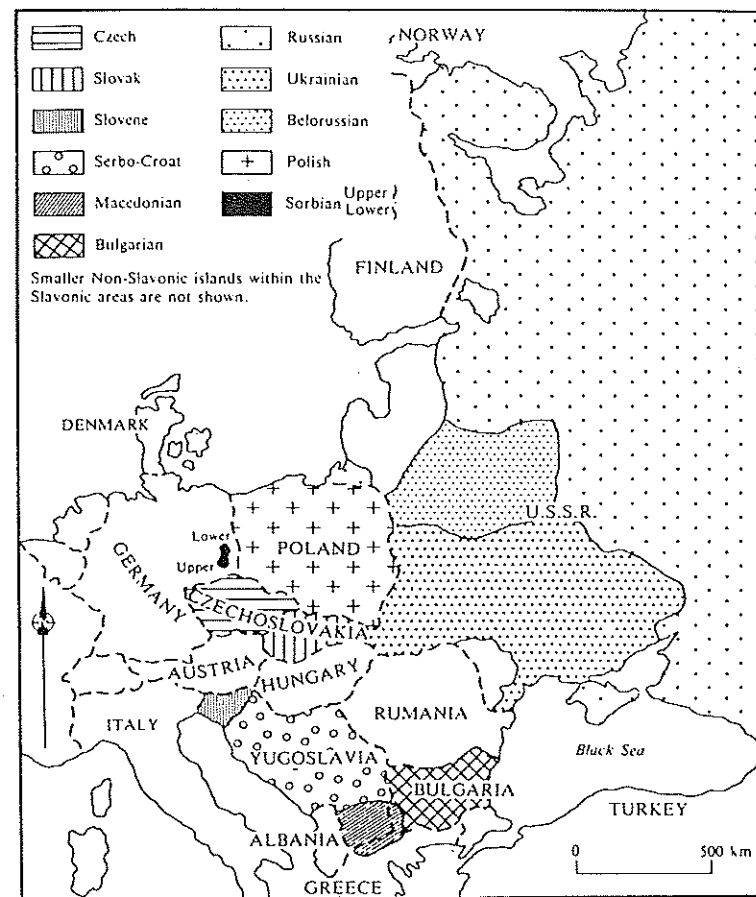 Czech
Slovak
Slovene
Serbo-Croat
Macedonian
Bulgarian
Russian
Ukrainian
Belorussian
Polish
Sorbian Upper
Lower
Smaller Non-Slavonic islands within the
Slavonic areas are not shown.
NORWAY
FINLAND
DENMARK
U.S.S.R.
Lower
Upper
POLAND
GERMANY
CZECHOSLOVAKIA
AUSTRIA
HUNGARY
ITALY
RUMANIA
YUGOSLAVIA
Black Sea
BULGARIA
TURKEY
ALBANIA
GREECE
0 500 km